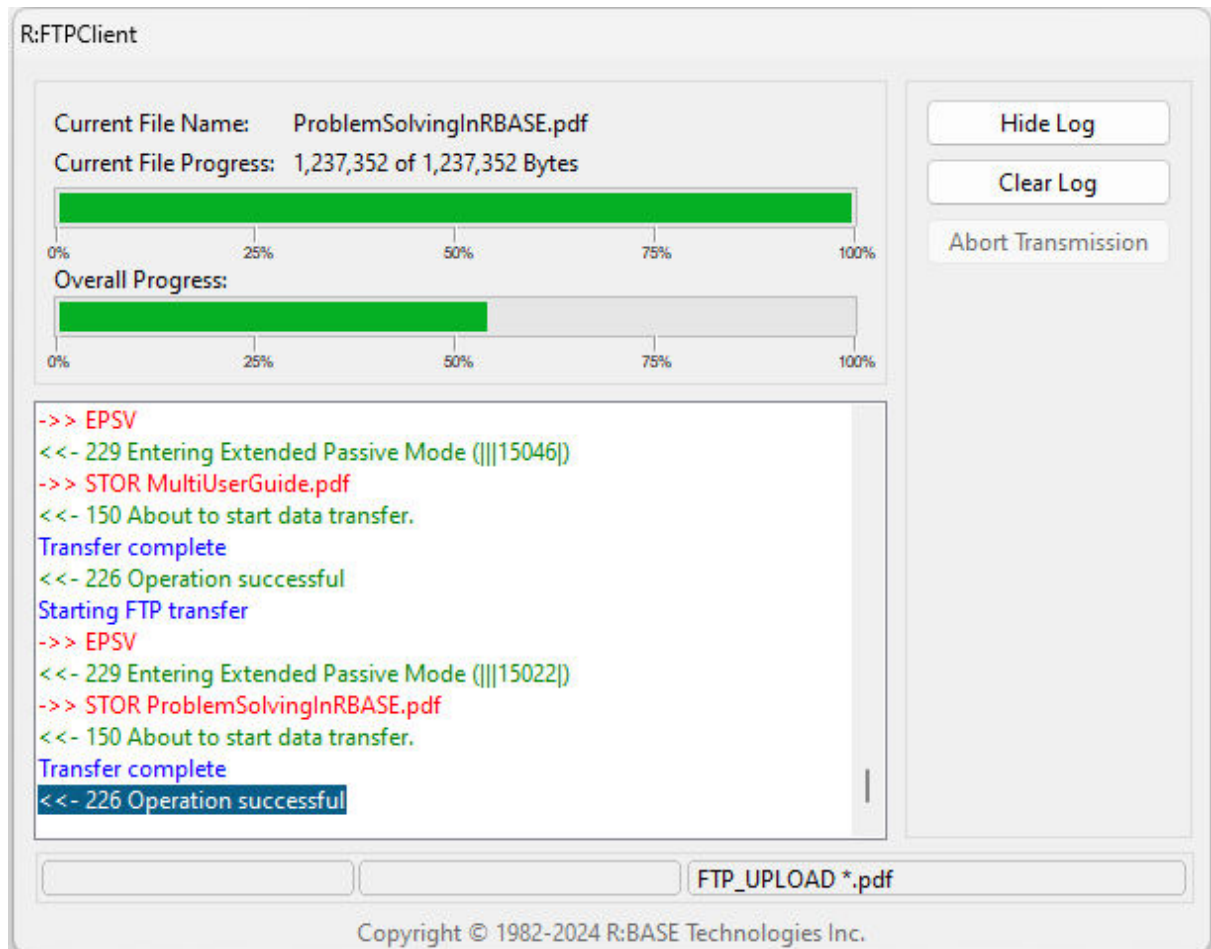 R:FTPClient
Current File Name: ProblemSolvingInRBASE.pdf
Current File Progress: 1,237,352 of 1,237,352 Bytes
0% 25% 50% 75% 100%
Overall Progress:
0% 25% 50% 75% 100%
Hide Log
Clear Log
Abort Transmission
->> EPSV
<<- 229 Entering Extended Passive Mode (|||15046|)
->> STOR MultiUserGuide.pdf
<<- 150 About to start data transfer.
Transfer complete
<<- 226 Operation successful
Starting FTP transfer
->> EPSV
<<- 229 Entering Extended Passive Mode (|||15022|)
->> STOR ProblemSolvingInRBASE.pdf
<<- 150 About to start data transfer.
Transfer complete
<<- 226 Operation successful
FTP_UPLOAD *.pdf
Copyright © 1982-2024 R:BASE Technologies Inc.